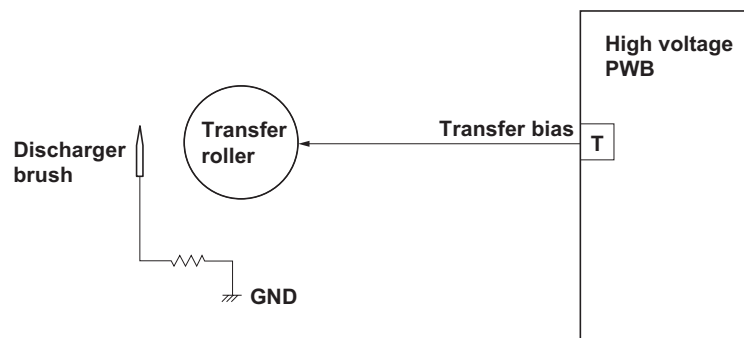 High voltage
PWB
Transfer bias
T
Transfer
roller
Discharger
brush
GND